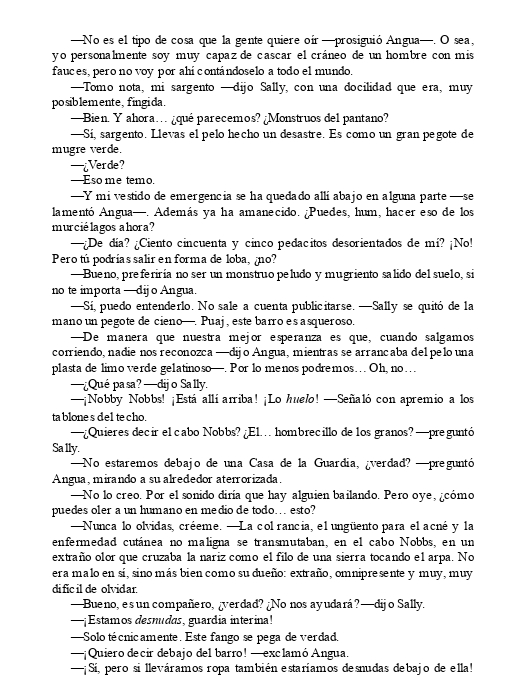 —No es el tipo de cosa que la gente quiere oír —prosiguió Angua—. O sea,
yo personalmente soy muy capaz de cascar el cráneo de un hombre con mis
fauces, pero no voy por ahí contándoselo a todo el mundo.
—Tomo nota, mi sargento —dijo Sally, con una docilidad que era, muy
posiblemente, fingida.
—Bien. Y ahora… ¿qué parecemos? ¿Monstruos del pantano?
—Sí, sargento. Llevas el pelo hecho un desastre. Es como un gran pegote de
mugre verde.
—¿Verde?
—Eso me temo.
—Y mi vestido de emergencia se ha quedado allí abajo en alguna parte —se
lamentó Angua—. Además ya ha amanecido. ¿Puedes, hum, hacer eso de los
murciélagos ahora?
—¿De día? ¿Ciento cincuenta y cinco pedacitos desorientados de mí? ¡No!
Pero tú podrías salir en forma de loba, ¿no?
—Bueno, preferiría no ser un monstruo peludo y mugriento salido del suelo, si
no te importa —dijo Angua.
—Sí, puedo entenderlo. No sale a cuenta publicitarse. —Sally se quitó de la
mano un pegote de cieno—. Puaj, este barro es asqueroso.
—De manera que nuestra mejor esperanza es que, cuando salgamos
corriendo, nadie nos reconozca —dijo Angua, mientras se arrancaba del pelo una
plasta de limo verde gelatinoso—. Por lo menos podremos… Oh, no…
—¿Qué pasa? —dijo Sally.
—¡Nobby Nobbs! ¡Está allí arriba! ¡Lo huelo! —Señaló con apremio a los
tablones del techo.
—¿Quieres decir el cabo Nobbs? ¿El… hombrecillo de los granos? —preguntó
Sally.
—No estaremos debajo de una Casa de la Guardia, ¿verdad? —preguntó
Angua, mirando a su alrededor aterrorizada.
—No lo creo. Por el sonido diría que hay alguien bailando. Pero oye, ¿cómo
puedes oler a un humano en medio de todo… esto?
—Nunca lo olvidas, créeme. —La col rancia, el ungüento para el acné y la
enfermedad cutánea no maligna se transmutaban, en el cabo Nobbs, en un
extraño olor que cruzaba la nariz como el filo de una sierra tocando el arpa. No
era malo en sí, sino más bien como su dueño: extraño, omnipresente y muy, muy
difícil de olvidar.
—Bueno, es un compañero, ¿verdad? ¿No nos ayudará? —dijo Sally.
—¡Estamos desnudas, guardia interina!
—Solo técnicamente. Este fango se pega de verdad.
—¡Quiero decir debajo del barro! —exclamó Angua.
—¡Sí, pero si lleváramos ropa también estaríamos desnudas debajo de ella!